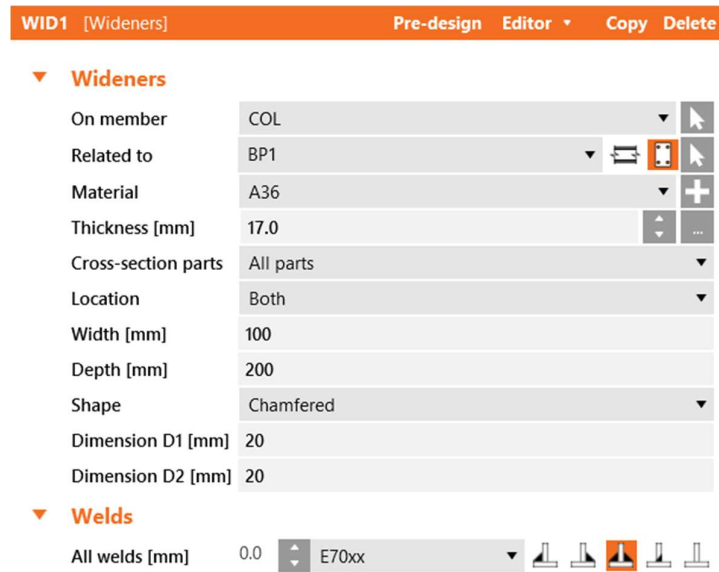 WID1 [Wideners] Pre-design Editor Copy Delete
Wideners
On member COL
Related to BP1
Material A36
Thickness [mm] 17.0 ...
Cross-section parts All parts
Location Both
Width [mm] 100
Depth [mm] 200
Shape Chamfered
Dimension D1 [mm] 20
Dimension D2 [mm] 20
Welds
All welds [mm] 0.0 E70xx